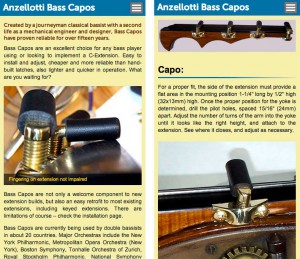 Anzellotti Bass Capos
Created by a journeyman classical bassist with a second
life as a mechanical engineer and designer, Bass Capos
have proven reliable for over fifteen years.
Bass Capos are an excellent choice for any bass player
using or looking to implement a C-Extension. Easy to
install and adjust, cheaper and more reliable than hand-
built latches, also lighter and quicker in operation. What
are you waiting for?
Fingering on extension not impaired
Bass Capos are not only a welcome component to new
extension builds, but also an easy retrofit to most existing
extensions, including keyed extensions. There are
limitations of course – check the installation page.
Bass Capos are currently being used by double bassists
in about 20 countries. Major Orchestras include the New
York Philharmonic, Metropolitan Opera Orchestra (New
York), Boston Symphony, Tonhalle Orchestra of Zurich,
Royal Stockholm Philharmonic, National Symphony
Anzellotti Bass Capos
Capo:
For a proper fit, the side of the extension must provide a
flat area in the mounting position 1-1/4" long by 1/2" high
(32x13mm) high. Once the proper position for the yoke is
determined, drill the pilot holes, spaced 15/16" (24mm)
apart. Adjust the number of turns of the arm into the yoke
until it looks like the right height, and attach to the
extension. See where it closes, and adjust as necessary.